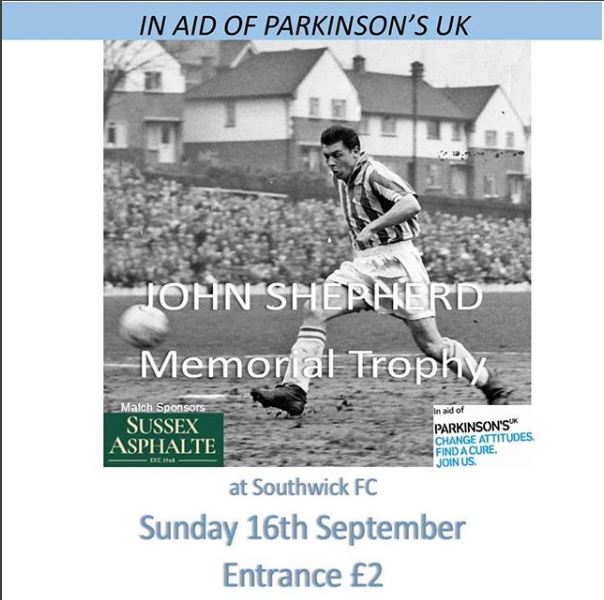 IN AID OF PARKINSON'S UK
JOHN SHEPHERD
Memorial Trophy
Match Sponsors
SUSSEX
ASPHALTE
EST. 1948
In aid of
PARKINSON'S UK
CHANGE ATTITUDES.
FIND A CURE.
JOIN US.
at Southwick FC
Sunday 16th September
Entrance £2